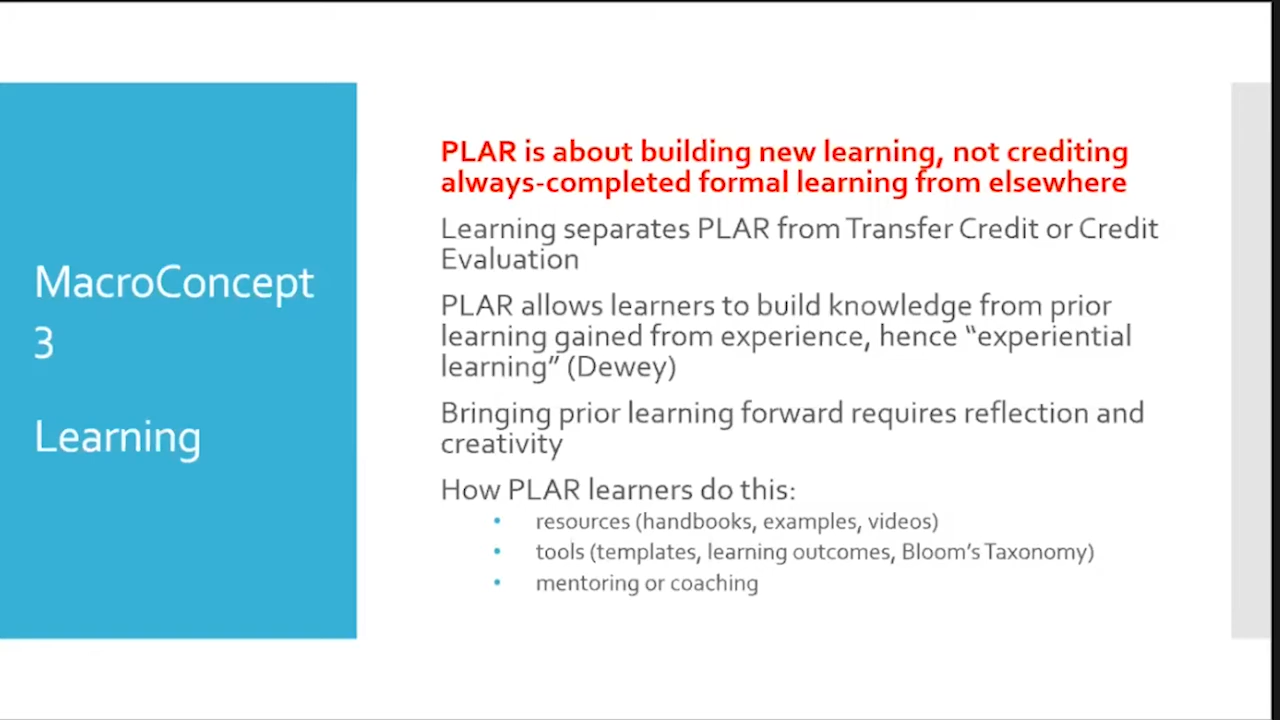 MacroConcept
3
Learning
PLAR is about building new learning, not crediting
always-completed formal learning from elsewhere
Learning separates PLAR from Transfer Credit or Credit
Evaluation
PLAR allows learners to build knowledge from prior
learning gained from experience, hence “experiential
learning” (Dewey)
Bringing prior learning forward requires reflection and
creativity
How PLAR learners do this:
• resources (handbooks, examples, videos)
• tools (templates, learning outcomes, Bloom’s Taxonomy)
• mentoring or coaching